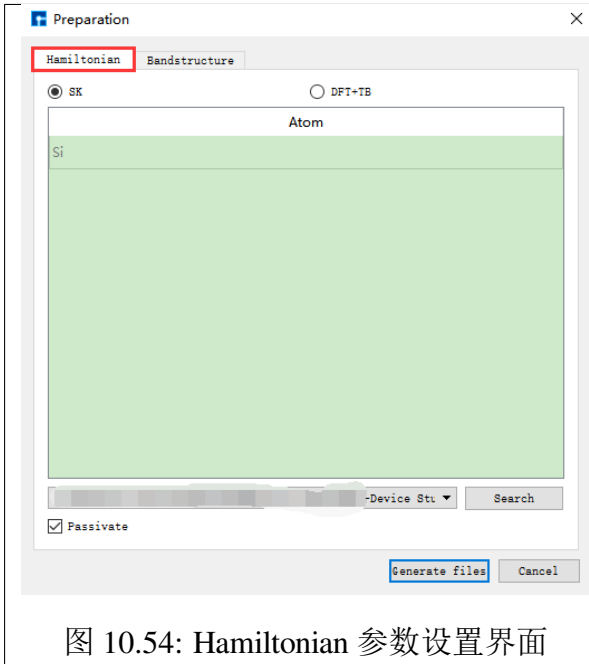 Preparation
Hamiltonian Bandstructure
SK DFT+TB
Atom
Si
-Device Stu Search
Passivate
Generate files Cancel
图 10.54: Hamiltonian 参数设置界面